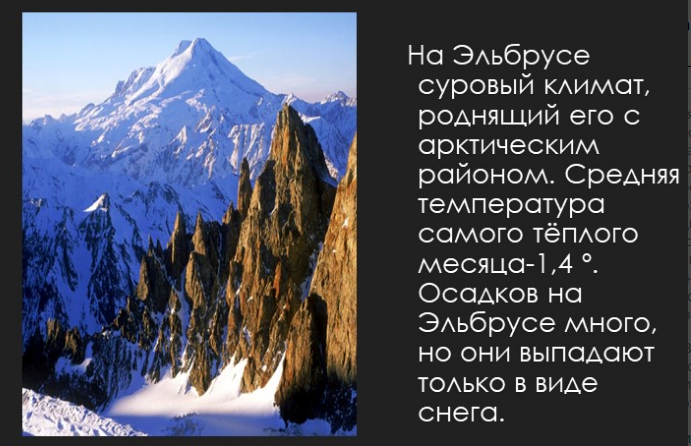 На Эльбрусе
суровый климат,
роднящий его с
арктическим
районом. Средняя
температура
самого тёплого
месяца-1,4 °.
Осадков на
Эльбрусе много,
но они выпадают
только в виде
снега.